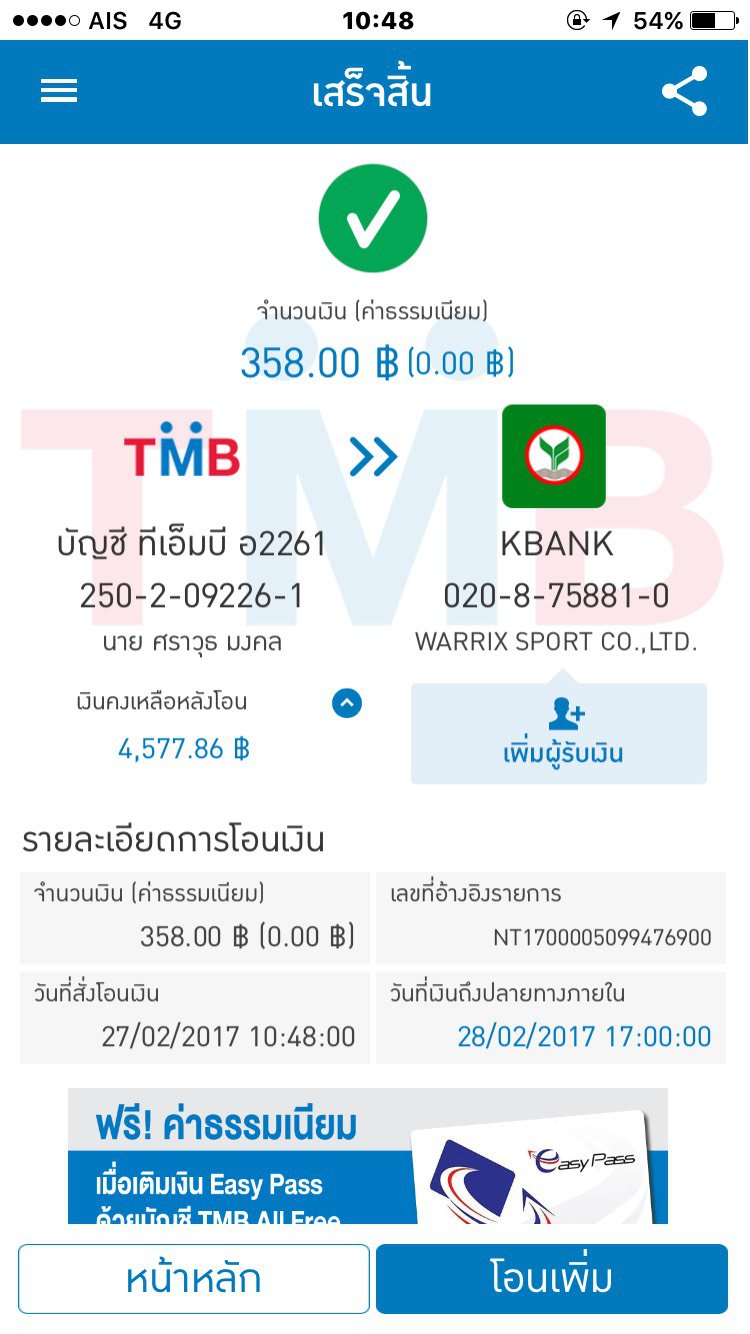 AIS 4G 10:48 54%
เสร็จสิ้น
จำนวนเงิน (ค่าธรรมเนียม)
358.00 ฿ (0.00 ฿)
TMB
บัญชี ทีเอ็มบี อ2261
250-2-09226-1
นาย ศราวุธ มงคล
KBANK
020-8-75881-0
WARRIX SPORT CO.,LTD.
เงินคงเหลือหลังโอน
4,577.86 ฿
เพิ่มผู้รับเงิน
รายละเอียดการโอนเงิน
จำนวนเงิน (ค่าธรรมเนียม)
358.00 ฿ (0.00 ฿)
เลขที่อ้างอิงรายการ
NT1700005099476900
วันที่สั่งโอนเงิน
27/02/2017 10:48:00
วันที่เงินถึงปลายทางภายใน
28/02/2017 17:00:00
ฟรี! ค่าธรรมเนียม
เมื่อเติมเงิน Easy Pass
ด้วยบัญชี TMB All Free
Easy Pass
หน้าหลัก
โอนเพิ่ม